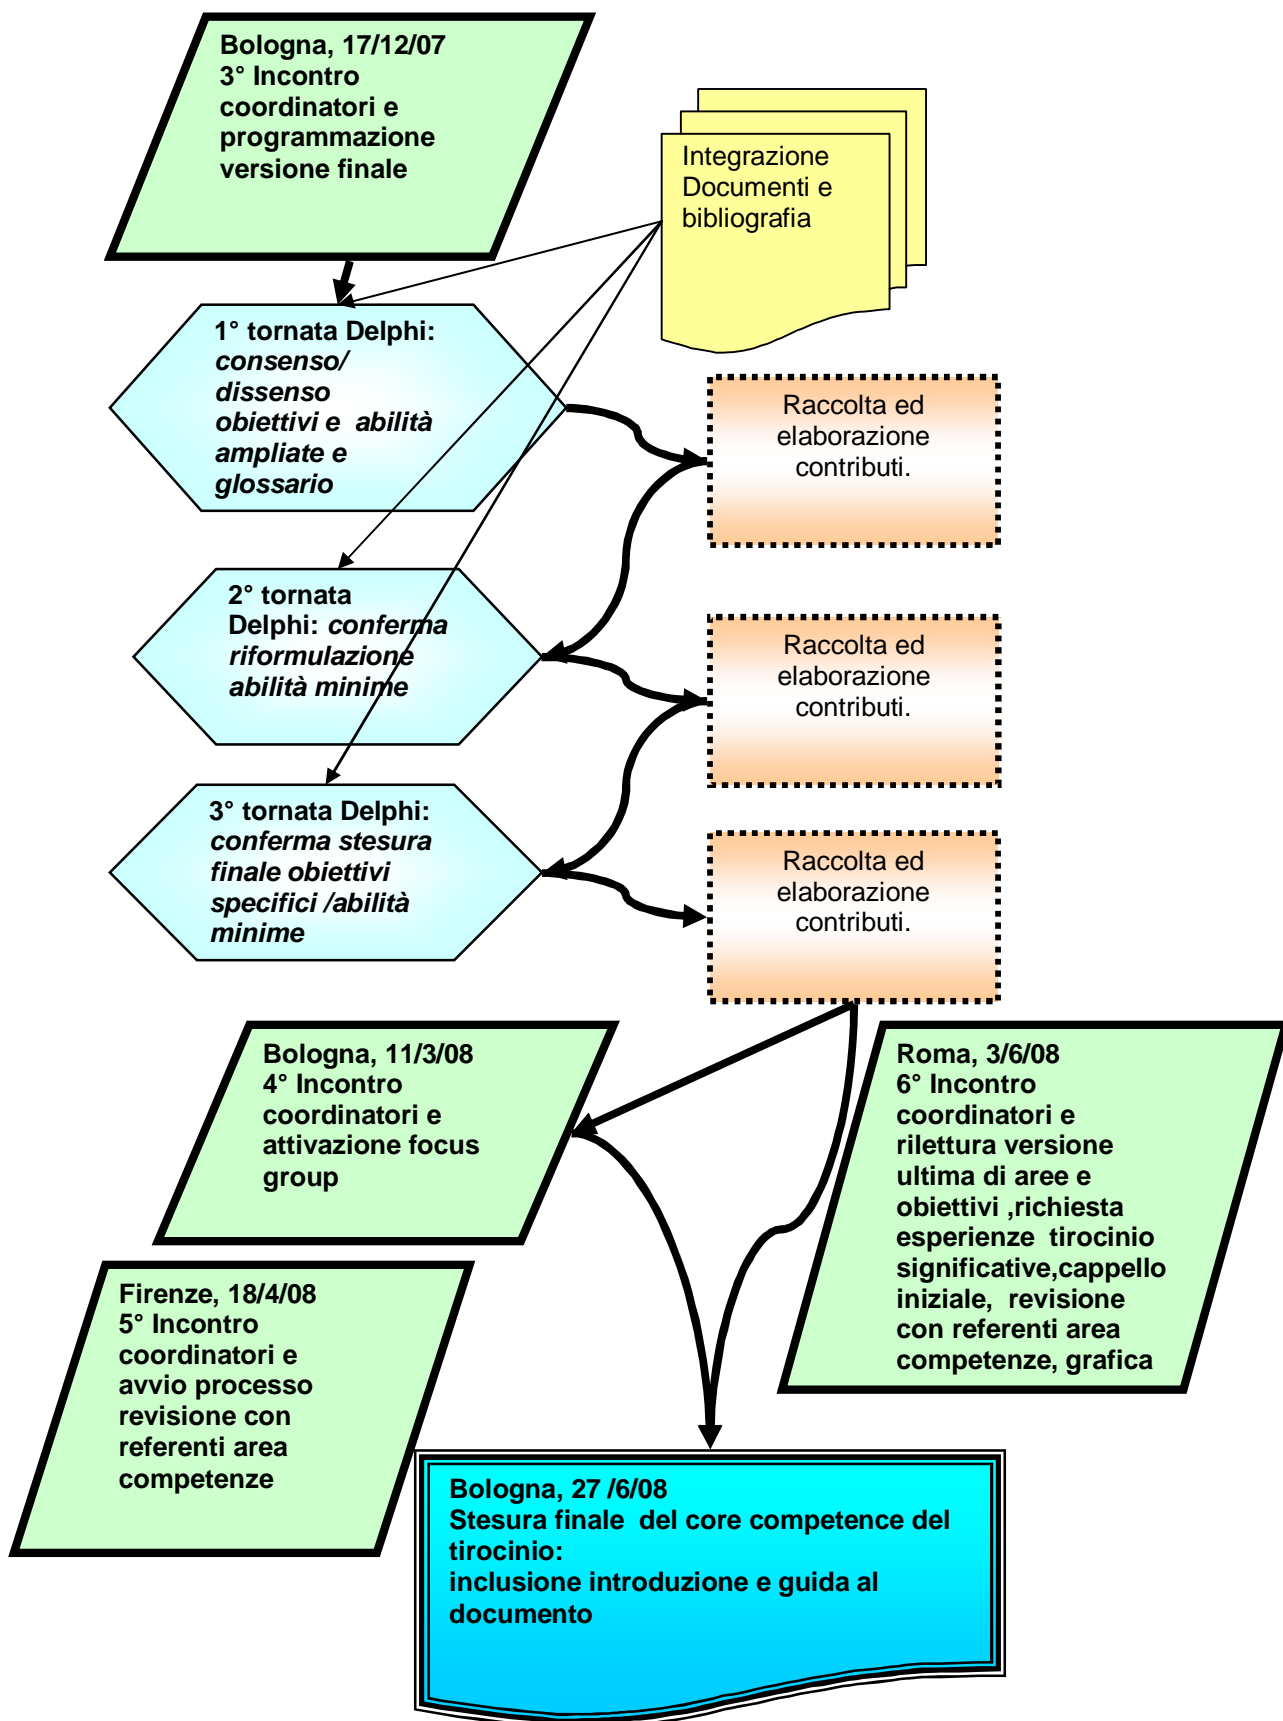 Bologna, 17/12/07
3° Incontro
coordinatori e
programmazione
versione finale
Integrazione
Documenti e
bibliografia
1° tornata Delphi:
consenso/
dissenso
obiettivi e abilità
ampliate e
glossario
Raccolta ed
elaborazione
contributi.
2° tornata
Delphi: conferma
riformulazione
abilità minime
Raccolta ed
elaborazione
contributi.
3° tornata Delphi:
conferma stesura
finale obiettivi
specifici /abilità
minime
Raccolta ed
elaborazione
contributi.
Bologna, 11/3/08
4° Incontro
coordinatori e
attivazione focus
group
Roma, 3/6/08
6° Incontro
coordinatori e
rilettura versione
ultima di aree e
obiettivi ,richiesta
esperienze tirocinio
significative,cappello
iniziale, revisione
con referenti area
competenze, grafica
Firenze, 18/4/08
5° Incontro
coordinatori e
avvio processo
revisione con
referenti area
competenze
Bologna, 27 /6/08
Stesura finale del core competence del
tirocinio:
inclusione introduzione e guida al
documento